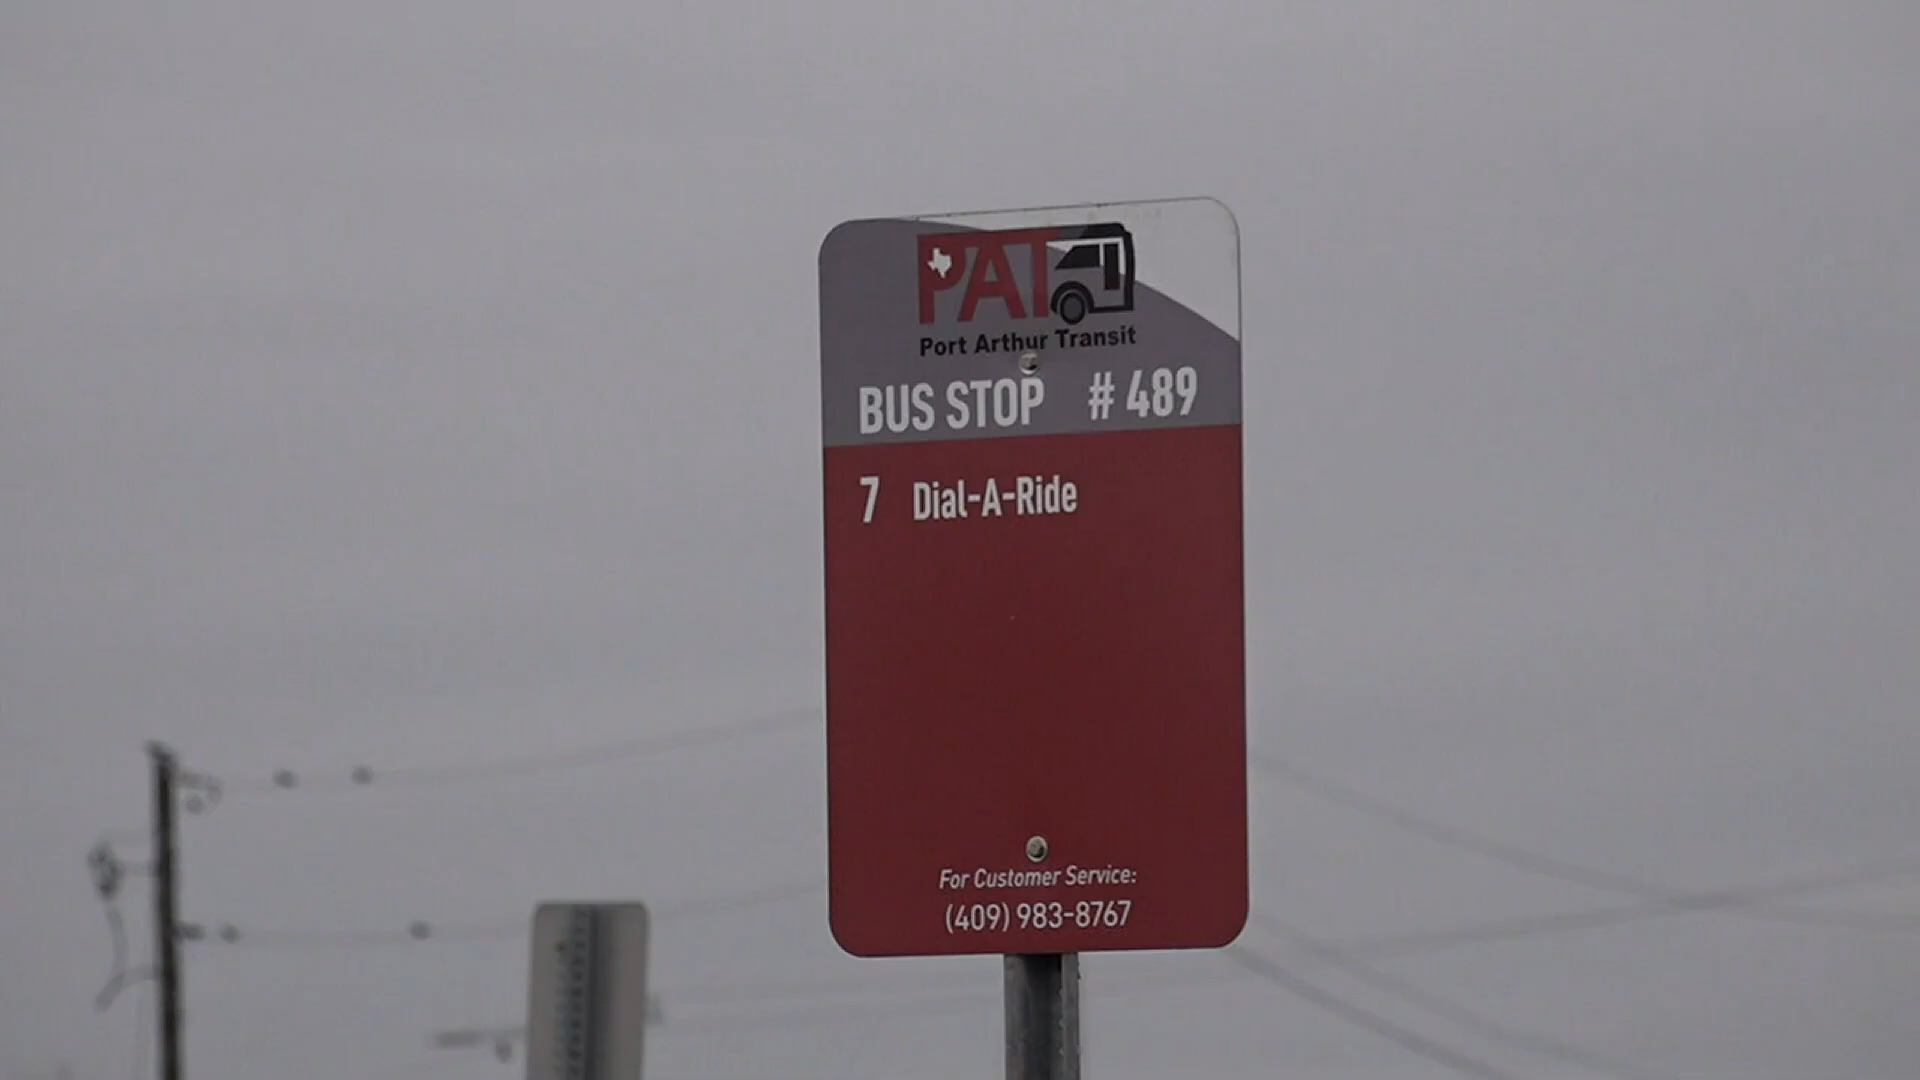 PAT
Port Arthur Transit
BUS STOP # 489
7 Dial-A-Ride
For Customer Service:
(409) 983-8767